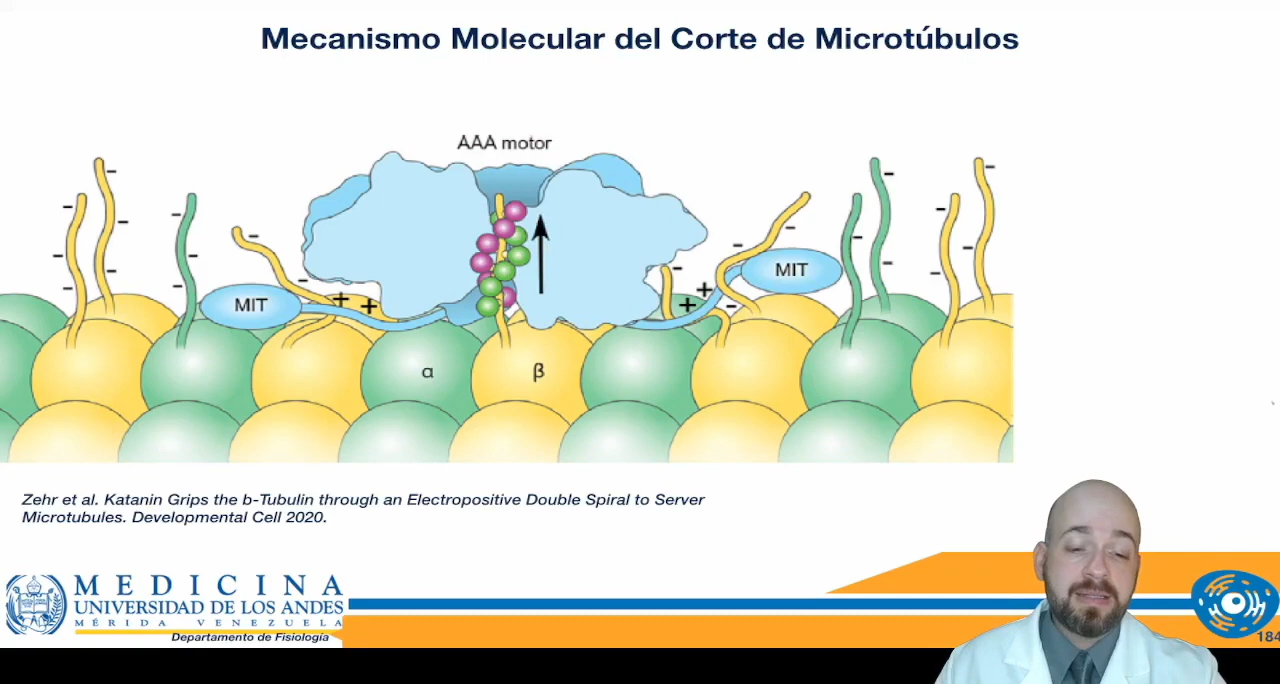 Mecanismo Molecular del Corte de Microtúbulos
AAA motor
- - - - - - - - - - -
MIT
+ +
MIT
+ +
α
β
Zehr et al. Katanin Grips the b-Tubulin through an Electropositive Double Spiral to Server
Microtubules. Developmental Cell 2020.
MEDICINA
UNIVERSIDAD DE LOS ANDES
MÉRIDA VENEZUELA
Departamento de Fisiología
184